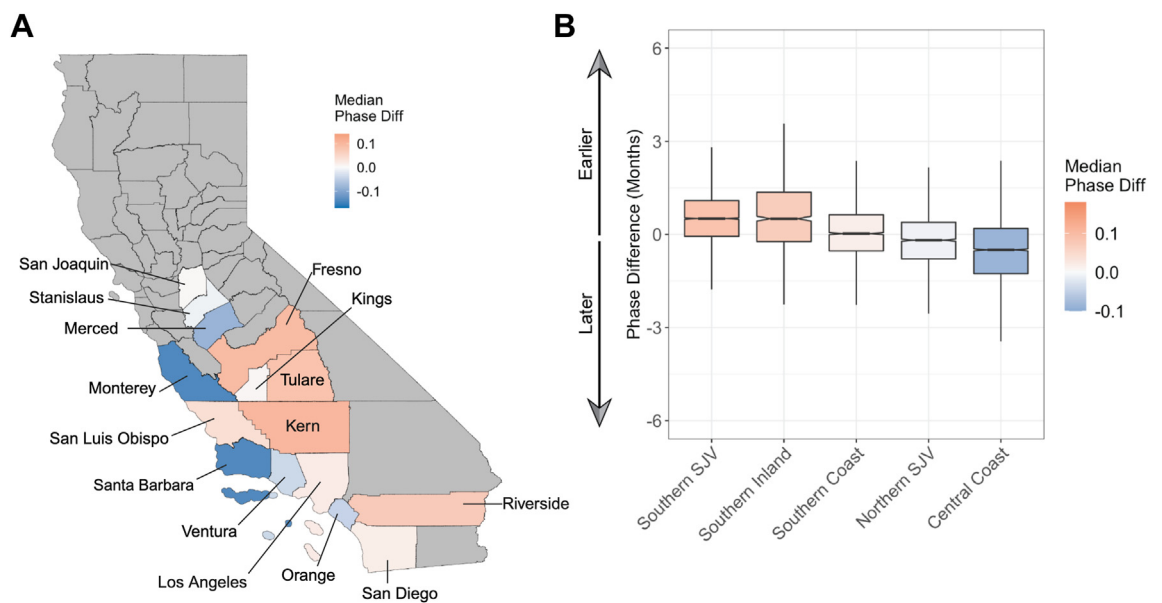 A
Median
Phase Diff
0.1
0.0
-0.1
San Joaquin
Stanislaus
Merced
Monterey
San Luis Obispo
Santa Barbara
Ventura
Los Angeles
Orange
San Diego
Riverside
Kern
Tulare
Kings
Fresno
B
Earlier
Later
Phase Difference (Months)
6
3
0
-3
-6
Southern SJV
Southern Inland
Southern Coast
Northern SJV
Central Coast
Median
Phase Diff
0.1
0.0
-0.1